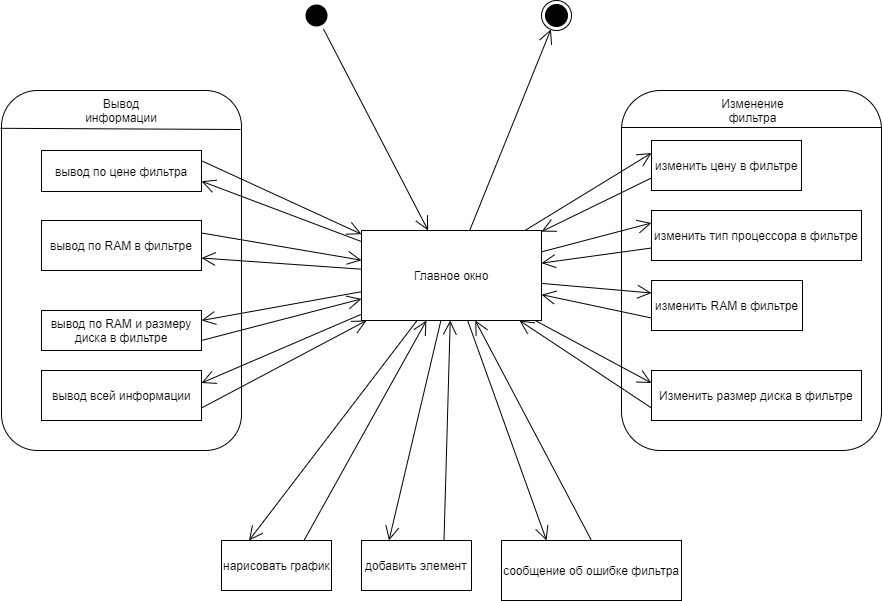 Вывод
информации
вывод по цене фильтра
вывод по RAM в фильтре
вывод по RAM и размеру
диска в фильтре
вывод всей информации
Главное окно
Изменение
фильтра
изменить цену в фильтре
изменить тип процессора в фильтре
изменить RAM в фильтре
Изменить размер диска в фильтре
нарисовать график
добавить элемент
сообщение об ошибке фильтра